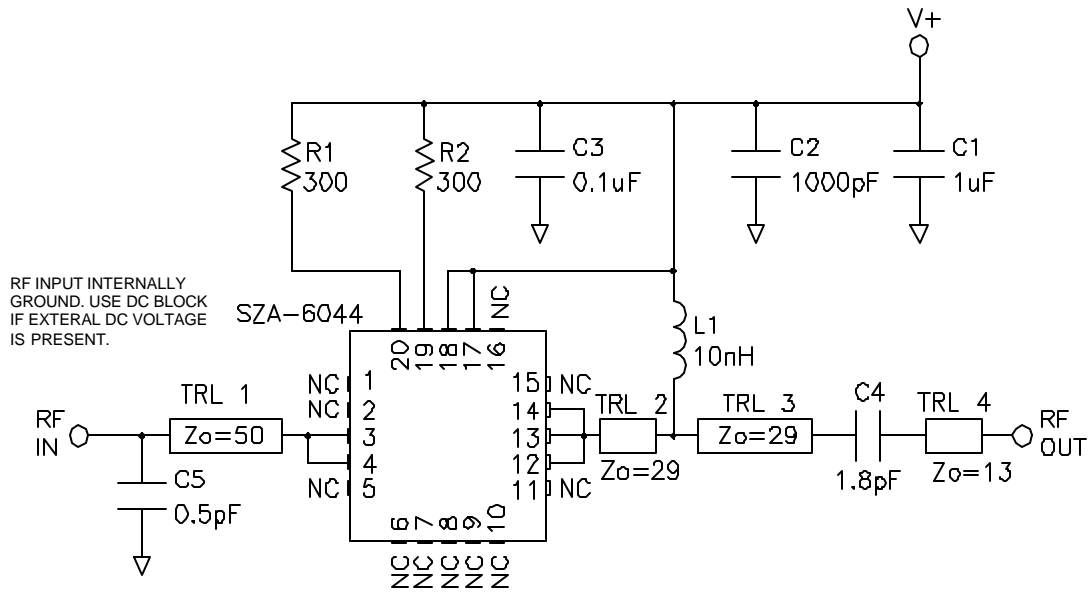 V+
R1
300
R2
300
C3
0.1uF
C2
1000pF
C1
1uF
RF INPUT INTERNALLY
GROUND. USE DC BLOCK
IF EXTERAL DC VOLTAGE
IS PRESENT.
SZA-6044
NC
20
19
18
17
16
L1
10nH
NC 1
NC 2
3
4
NC 5
15 NC
14
13
12
11 NC
6
7
8
9
10
NC
NC
NC
NC
NC
RF
IN
TRL 1
Zo=50
C5
0.5pF
TRL 2
Zo=29
TRL 3
Zo=29
C4
1.8pF
TRL 4
Zo=13
RF
OUT